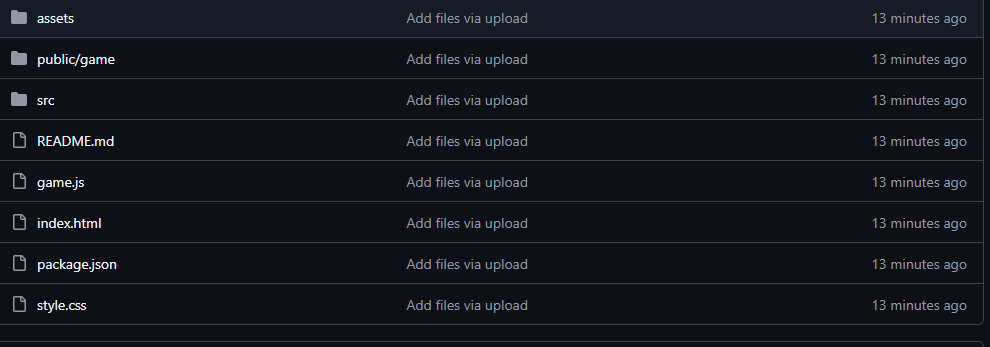 assets Add files via upload 13 minutes ago
public/game Add files via upload 13 minutes ago
src Add files via upload 13 minutes ago
README.md Add files via upload 13 minutes ago
game.js Add files via upload 13 minutes ago
index.html Add files via upload 13 minutes ago
package.json Add files via upload 13 minutes ago
style.css Add files via upload 13 minutes ago